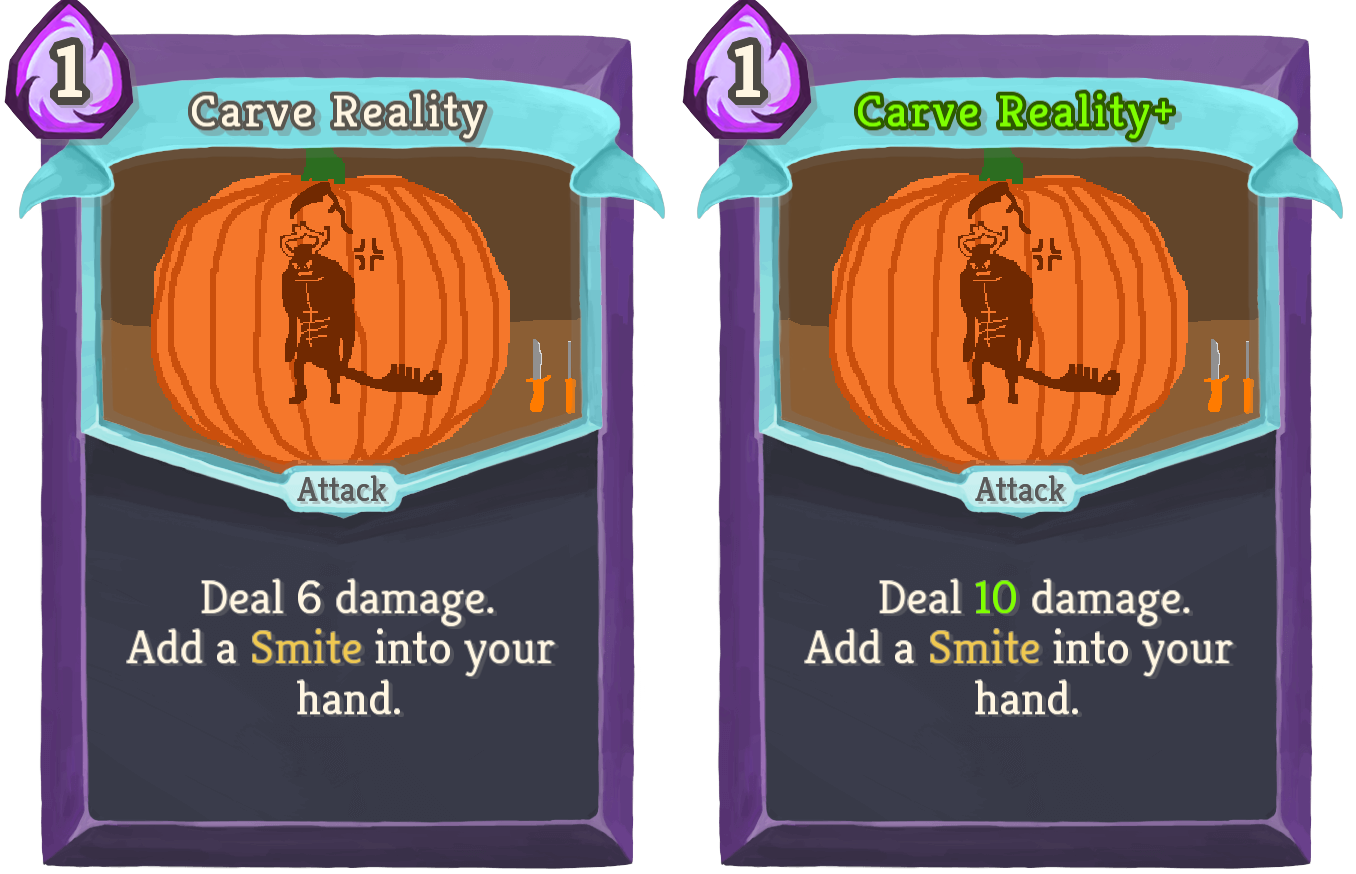 1
Carve Reality
Attack
Deal 6 damage.
Add a Smite into your
hand.
1
Carve Reality+
Attack
Deal 10 damage.
Add a Smite into your
hand.